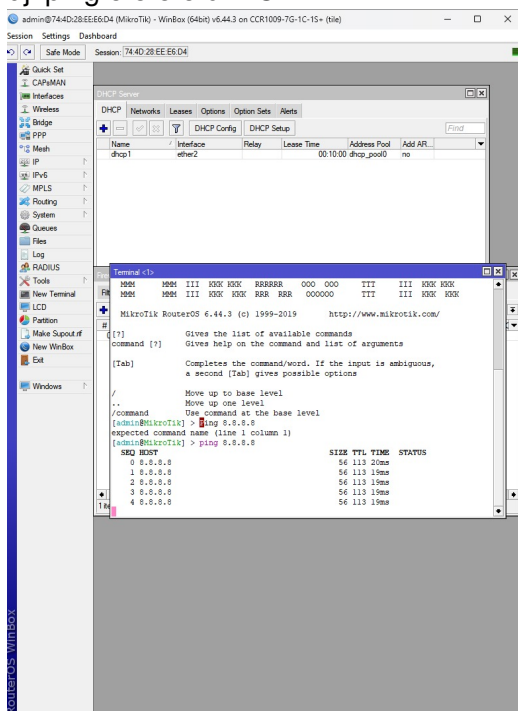 admin@74:4D:28:EE:E6:D4 (MikroTik) - WinBox (64bit) v6.44.3 on CCR1009-7G-1C-1S+ (tile)
Session Settings Dashboard
Safe Mode Session: 74:4D:28:EE:E6:D4
Quick Set
CAPsMAN
Interfaces
Wireless
Bridge
PPP
Mesh
IP
IPv6
MPLS
Routing
System
Queues
Files
Log
RADIUS
Tools
New Terminal
LCD
Partition
Make Supout.rif
New WinBox
Exit
Windows
RouterOS WinBox
DHCP Server
DHCP Networks Leases Options Option Sets Alerts
DHCP Config DHCP Setup Find
Name / Interface Relay Lease Time Address Pool Add AR...
dhcp1 ether2 00:10:00 dhcp_pool0 no
Terminal <1>
MMM MMM III KKK KKK RRRRRR OOO OOO TTT III KKK KKK
MMM MMM III KKK KKK RRR RRR OOOOOO TTT III KKK KKK
MikroTik RouterOS 6.44.3 (c) 1999-2019 http://www.mikrotik.com/
[?] Gives the list of available commands
command [?] Gives help on the command and list of arguments
[Tab] Completes the command/word. If the input is ambiguous,
a second [Tab] gives possible options
/ Move up to base level
.. Move up one level
/command Use command at the base level
[admin@MikroTik] > Ping 8.8.8.8
expected command name (line 1 column 1)
[admin@MikroTik] > ping 8.8.8.8
SEQ HOST SIZE TTL TIME STATUS
0 8.8.8.8 56 113 20ms
1 8.8.8.8 56 113 19ms
2 8.8.8.8 56 113 19ms
3 8.8.8.8 56 113 19ms
4 8.8.8.8 56 113 19ms
#